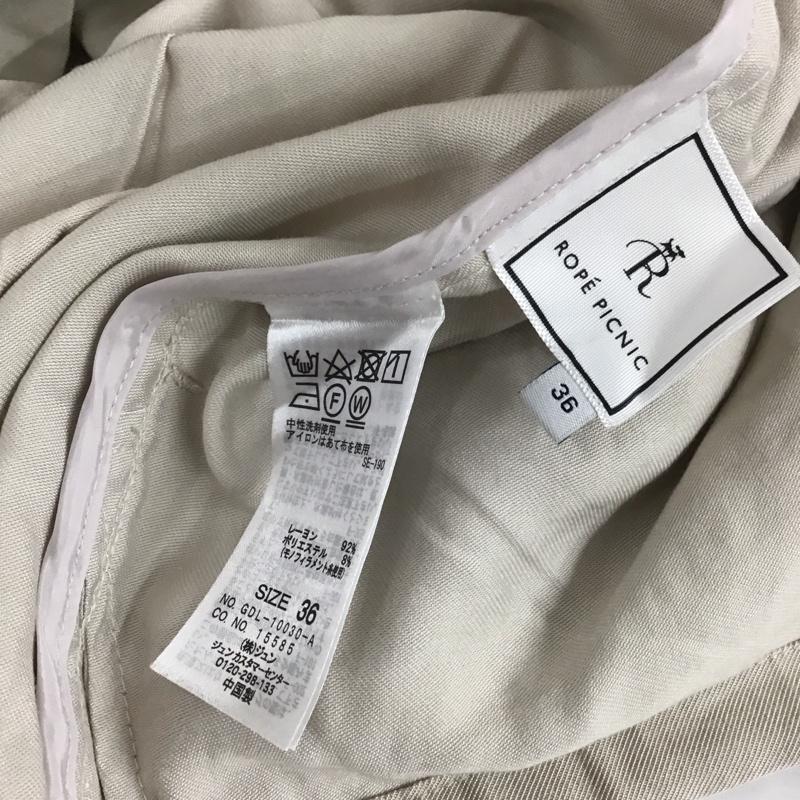 R
ROPÉ PICNIC
36
F W
中性洗剤使用
アイロンはあて布を使用
SE-190
レーヨン 92%
ポリエステル 8%
(モノフィラメント糸使用)
SIZE 36
NO. GDL-10030-A
CO. NO. 15585
(株)ジュン
ジュンカスタマーセンター
0120-298-133
中国製